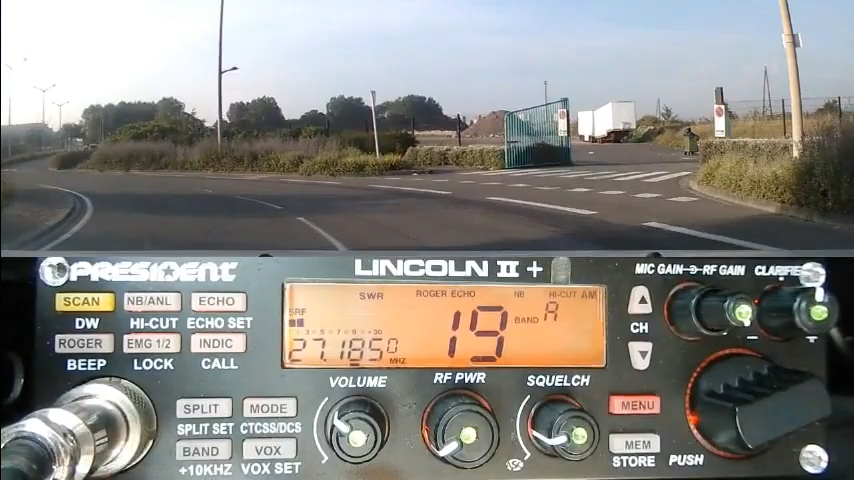 PRESIDENT LINCOLN II +
MIC GAIN RF GAIN CLARIFIER
SCAN NB/ANL ECHO
DW HI-CUT ECHO SET
ROGER EMG 1/2 INDIC
BEEP LOCK CALL
SWR ROGER ECHO NB HI-CUT AM
SRF
19 BAND A
27.1850 MHZ
CH
VOLUME RF PWR SQUELCH
SPLIT MODE
SPLIT SET CTCSS/DCS
BAND VOX
+10KHZ VOX SET
MENU
MEM
STORE PUSH